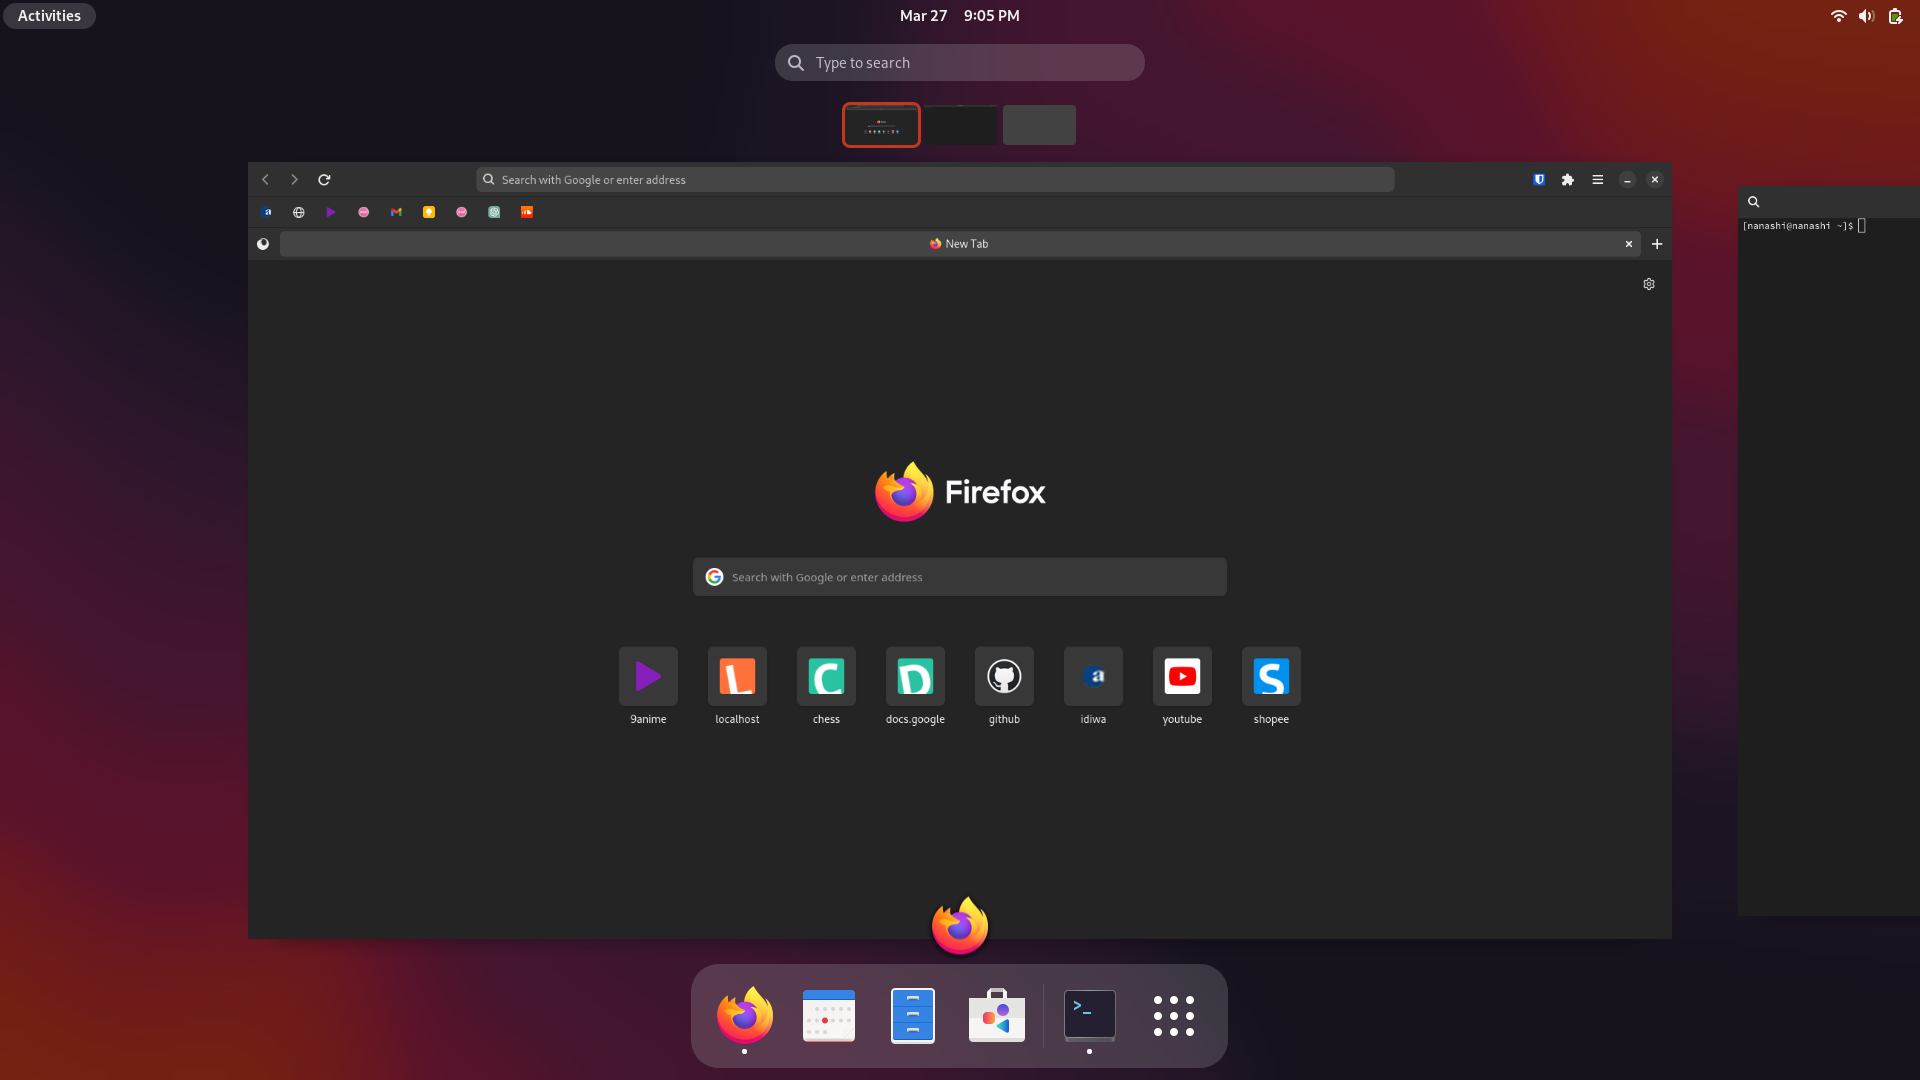 Activities
Mar 27 9:05 PM
Type to search
Search with Google or enter address
New Tab
[nanashi@nanashi ~]$
Firefox
Search with Google or enter address
9anime
localhost
chess
docs.google
github
idiwa
youtube
shopee